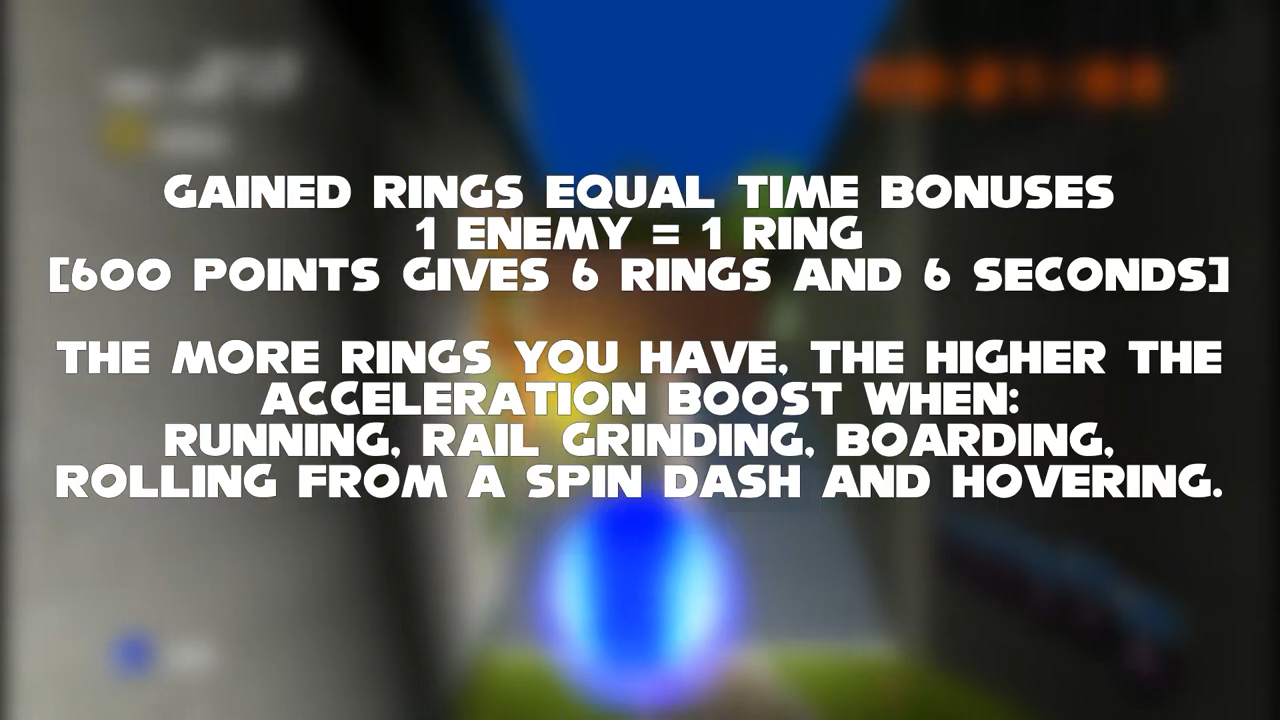 GAINED RINGS EQUAL TIME BONUSES
1 ENEMY = 1 RING
[600 POINTS GIVES 6 RINGS AND 6 SECONDS]
THE MORE RINGS YOU HAVE, THE HIGHER THE
ACCELERATION BOOST WHEN:
RUNNING, RAIL GRINDING, BOARDING,
ROLLING FROM A SPIN DASH AND HOVERING.